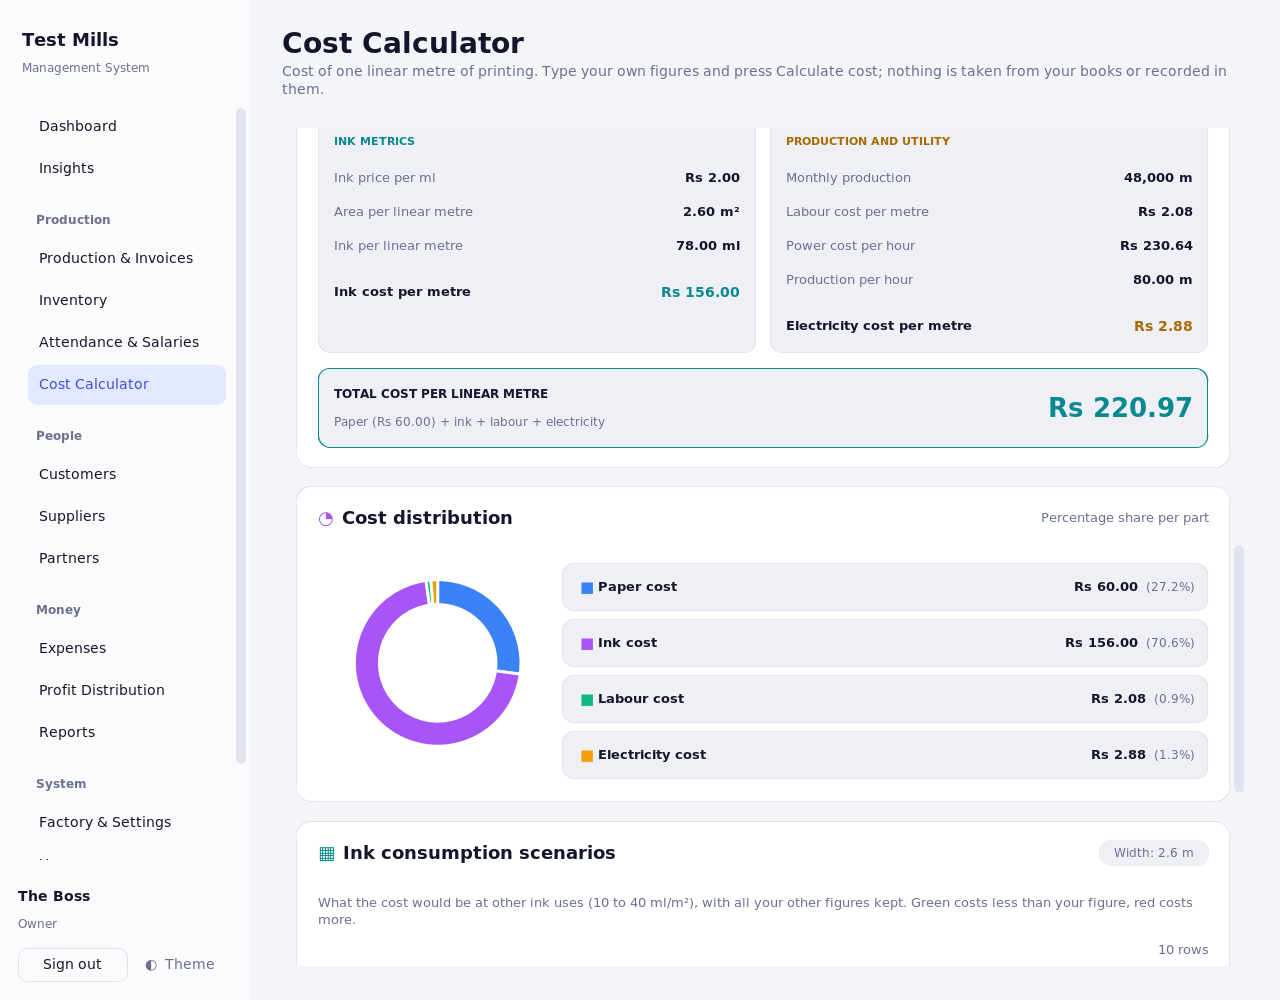 Test Mills
Management System
Dashboard
Insights
Production
Production & Invoices
Inventory
Attendance & Salaries
Cost Calculator
People
Customers
Suppliers
Partners
Money
Expenses
Profit Distribution
Reports
System
Factory & Settings
The Boss
Owner
Sign out
Theme
Cost Calculator
Cost of one linear metre of printing. Type your own figures and press Calculate cost; nothing is taken from your books or recorded in
them.
INK METRICS
Ink price per ml Rs 2.00
Area per linear metre 2.60 m²
Ink per linear metre 78.00 ml
Ink cost per metre Rs 156.00
PRODUCTION AND UTILITY
Monthly production 48,000 m
Labour cost per metre Rs 2.08
Power cost per hour Rs 230.64
Production per hour 80.00 m
Electricity cost per metre Rs 2.88
TOTAL COST PER LINEAR METRE
Paper (Rs 60.00) + ink + labour + electricity
Rs 220.97
Cost distribution
Percentage share per part
Paper cost Rs 60.00 (27.2%)
Ink cost Rs 156.00 (70.6%)
Labour cost Rs 2.08 (0.9%)
Electricity cost Rs 2.88 (1.3%)
Ink consumption scenarios
Width: 2.6 m
What the cost would be at other ink uses (10 to 40 ml/m²), with all your other figures kept. Green costs less than your figure, red costs
more.
10 rows